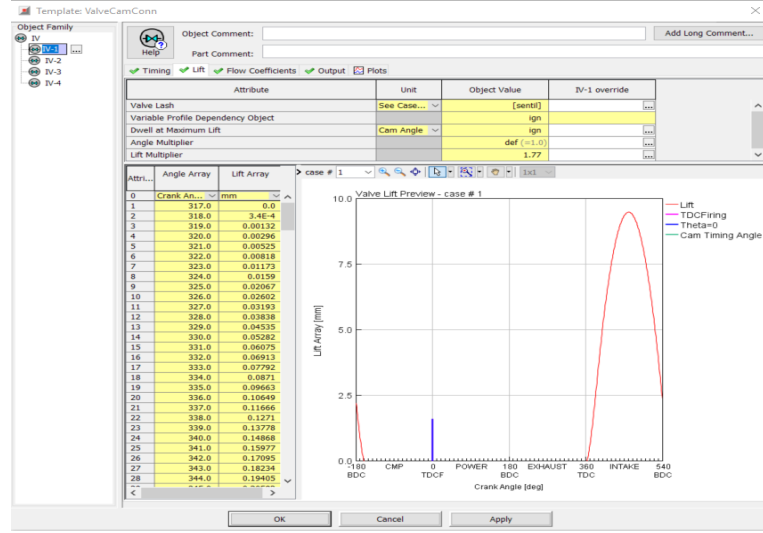 Template: ValveCamConn
Object Family
IV
IV-1 ...
IV-2
IV-3
IV-4
Help
Object Comment:
Add Long Comment...
Part Comment:
Timing Lift Flow Coefficients Output Plots
Attribute Unit Object Value IV-1 override
Valve Lash See Case... [sentil] ...
Variable Profile Dependency Object ign
Dwell at Maximum Lift Cam Angle ign ...
Angle Multiplier def (=1.0) ...
Lift Multiplier 1.77 ...
Attri... Angle Array Lift Array
0 Crank An... mm
1 317.0 0.0
2 318.0 3.4E-4
3 319.0 0.00132
4 320.0 0.00296
5 321.0 0.00525
6 322.0 0.00818
7 323.0 0.01173
8 324.0 0.0159
9 325.0 0.02067
10 326.0 0.02602
11 327.0 0.03193
12 328.0 0.03838
13 329.0 0.04535
14 330.0 0.05282
15 331.0 0.06075
16 332.0 0.06913
17 333.0 0.07792
18 334.0 0.0871
19 335.0 0.09663
20 336.0 0.10649
21 337.0 0.11666
22 338.0 0.1271
23 339.0 0.13778
24 340.0 0.14868
25 341.0 0.15977
26 342.0 0.17095
27 343.0 0.18234
28 344.0 0.19405
case # 1 1x1
Valve Lift Preview - case # 1
10.0
7.5
5.0
2.5
0.0
Lift Array [mm]
-180 CMP 0 POWER 180 EXHAUST 360 INTAKE 540
BDC TDCF BDC TDC BDC
Crank Angle [deg]
Lift
TDCFiring
Theta=0
Cam Timing Angle
OK Cancel Apply